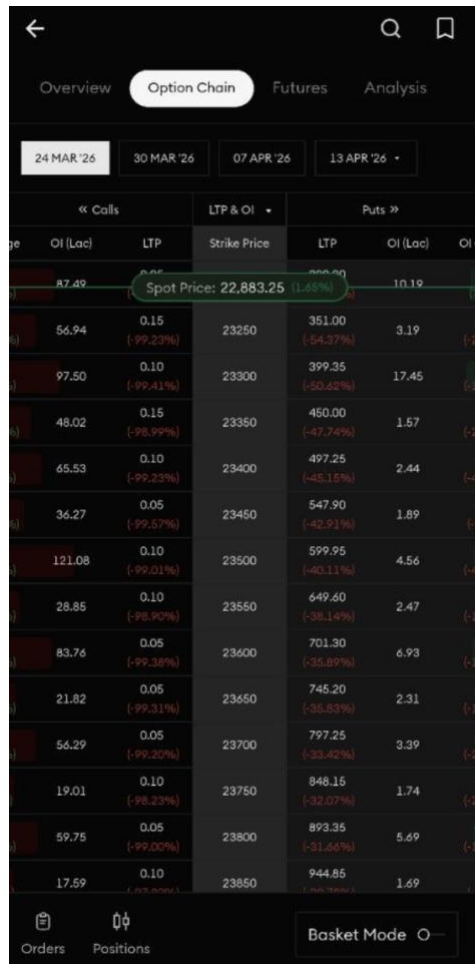 Overview Option Chain Futures Analysis
24 MAR '26 30 MAR '26 07 APR '26 13 APR '26
« Calls LTP & OI Puts »
ge OI (Lac) LTP Strike Price LTP OI (Lac) OI
87.49 10.19
Spot Price: 22,883.25 (1.65%)
56.94 0.15 23250 351.00 3.19
(-99.23%) (-54.37%)
97.50 0.10 23300 399.35 17.45
(-99.41%) (-50.62%)
48.02 0.15 23350 450.00 1.57
(-98.99%) (-47.74%)
65.53 0.10 23400 497.25 2.44
(-99.23%) (-45.15%)
36.27 0.05 23450 547.90 1.89
(-99.57%) (-42.91%)
121.08 0.10 23500 599.95 4.56
(-99.01%) (-40.11%)
28.85 0.10 23550 649.60 2.47
(-98.90%) (-38.14%)
83.76 0.05 23600 701.30 6.93
(-99.38%) (-35.89%)
21.82 0.05 23650 745.20 2.31
(-99.31%) (-35.83%)
56.29 0.05 23700 797.25 3.39
(-99.20%) (-33.42%)
19.01 0.10 23750 848.15 1.74
(-98.23%) (-32.07%)
59.75 0.05 23800 893.35 5.69
(-99.00%) (-31.66%)
17.59 0.10 23850 944.85 1.69
Orders Positions Basket Mode